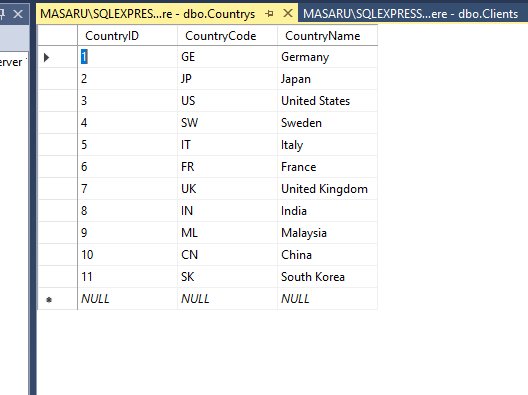 MASARU\SQLEXPRES...re - dbo.Countrys MASARU\SQLEXPRESS...ere - dbo.Clients
CountryID CountryCode CountryName
erver
1 GE Germany
2 JP Japan
3 US United States
4 SW Sweden
5 IT Italy
6 FR France
7 UK United Kingdom
8 IN India
9 ML Malaysia
10 CN China
11 SK South Korea
NULL NULL NULL